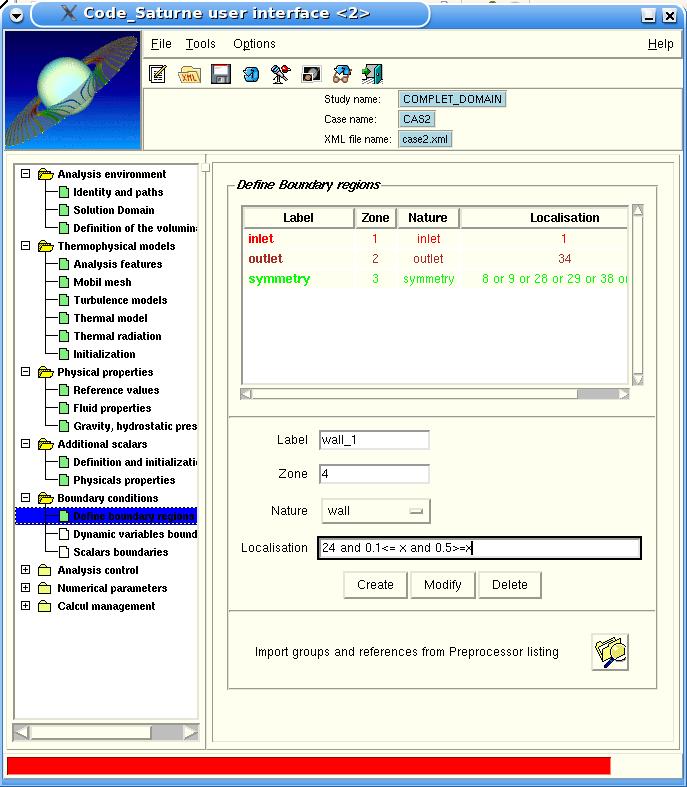 Code_Saturne user interface <2>
File Tools Options Help
Study name: COMPLET_DOMAIN
Case name: CAS2
XML file name: case2.xml
Analysis environment
Identity and paths
Solution Domain
Definition of the volumin
Thermophysical models
Analysis features
Mobil mesh
Turbulence models
Thermal model
Thermal radiation
Initialization
Physical properties
Reference values
Fluid properties
Gravity, hydrostatic pres
Additional scalars
Definition and initializati
Physicals properties
Boundary conditions
Define boundary regions
Dynamic variables bound
Scalars boundaries
Analysis control
Numerical parameters
Calcul management
Define Boundary regions
Label Zone Nature Localisation
inlet 1 inlet 1
outlet 2 outlet 34
symmetry 3 symmetry 8 or 9 or 28 or 29 or 38 or
Label wall_1
Zone 4
Nature wall
Localisation 24 and 0.1<= x and 0.5>=x
Create Modify Delete
Import groups and references from Preprocessor listing